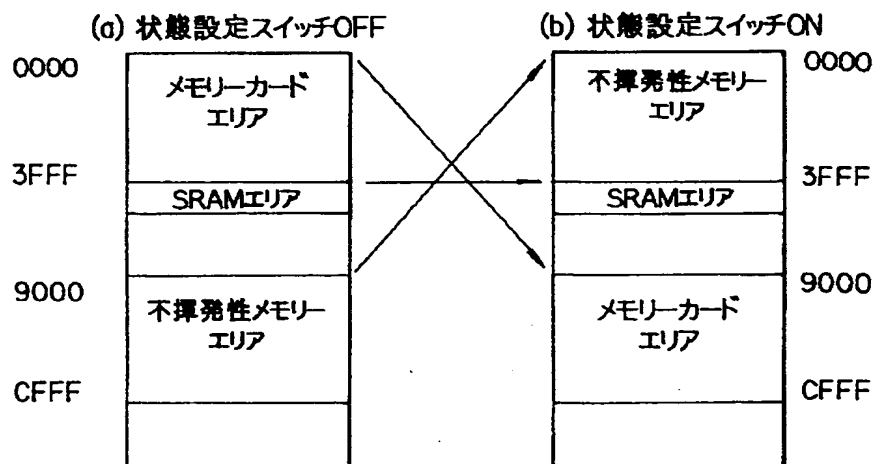 (a) 状態設定スイッチOFF
(b) 状態設定スイッチON
0000
メモリーカード
エリア
3FFF
SRAMエリア
9000
不揮発性メモリー
エリア
CFFF
0000
不揮発性メモリー
エリア
3FFF
SRAMエリア
9000
メモリーカード
エリア
CFFF